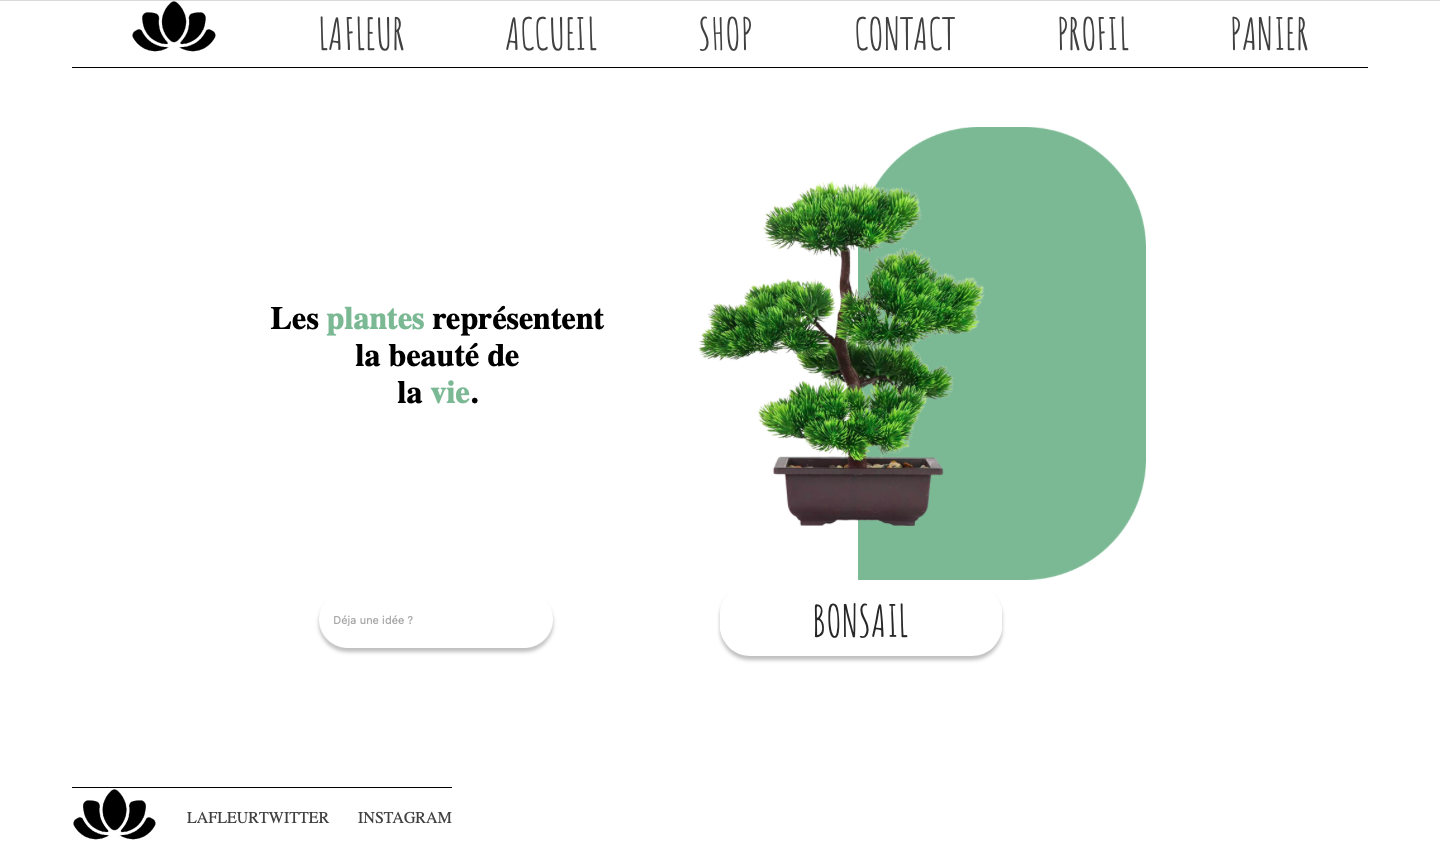 LAFLEUR ACCUEIL SHOP CONTACT PROFIL PANIER
Les plantes représentent
la beauté de
la vie.
Déja une idée ?
BONSAIL
LAFLEURTWITTER INSTAGRAM